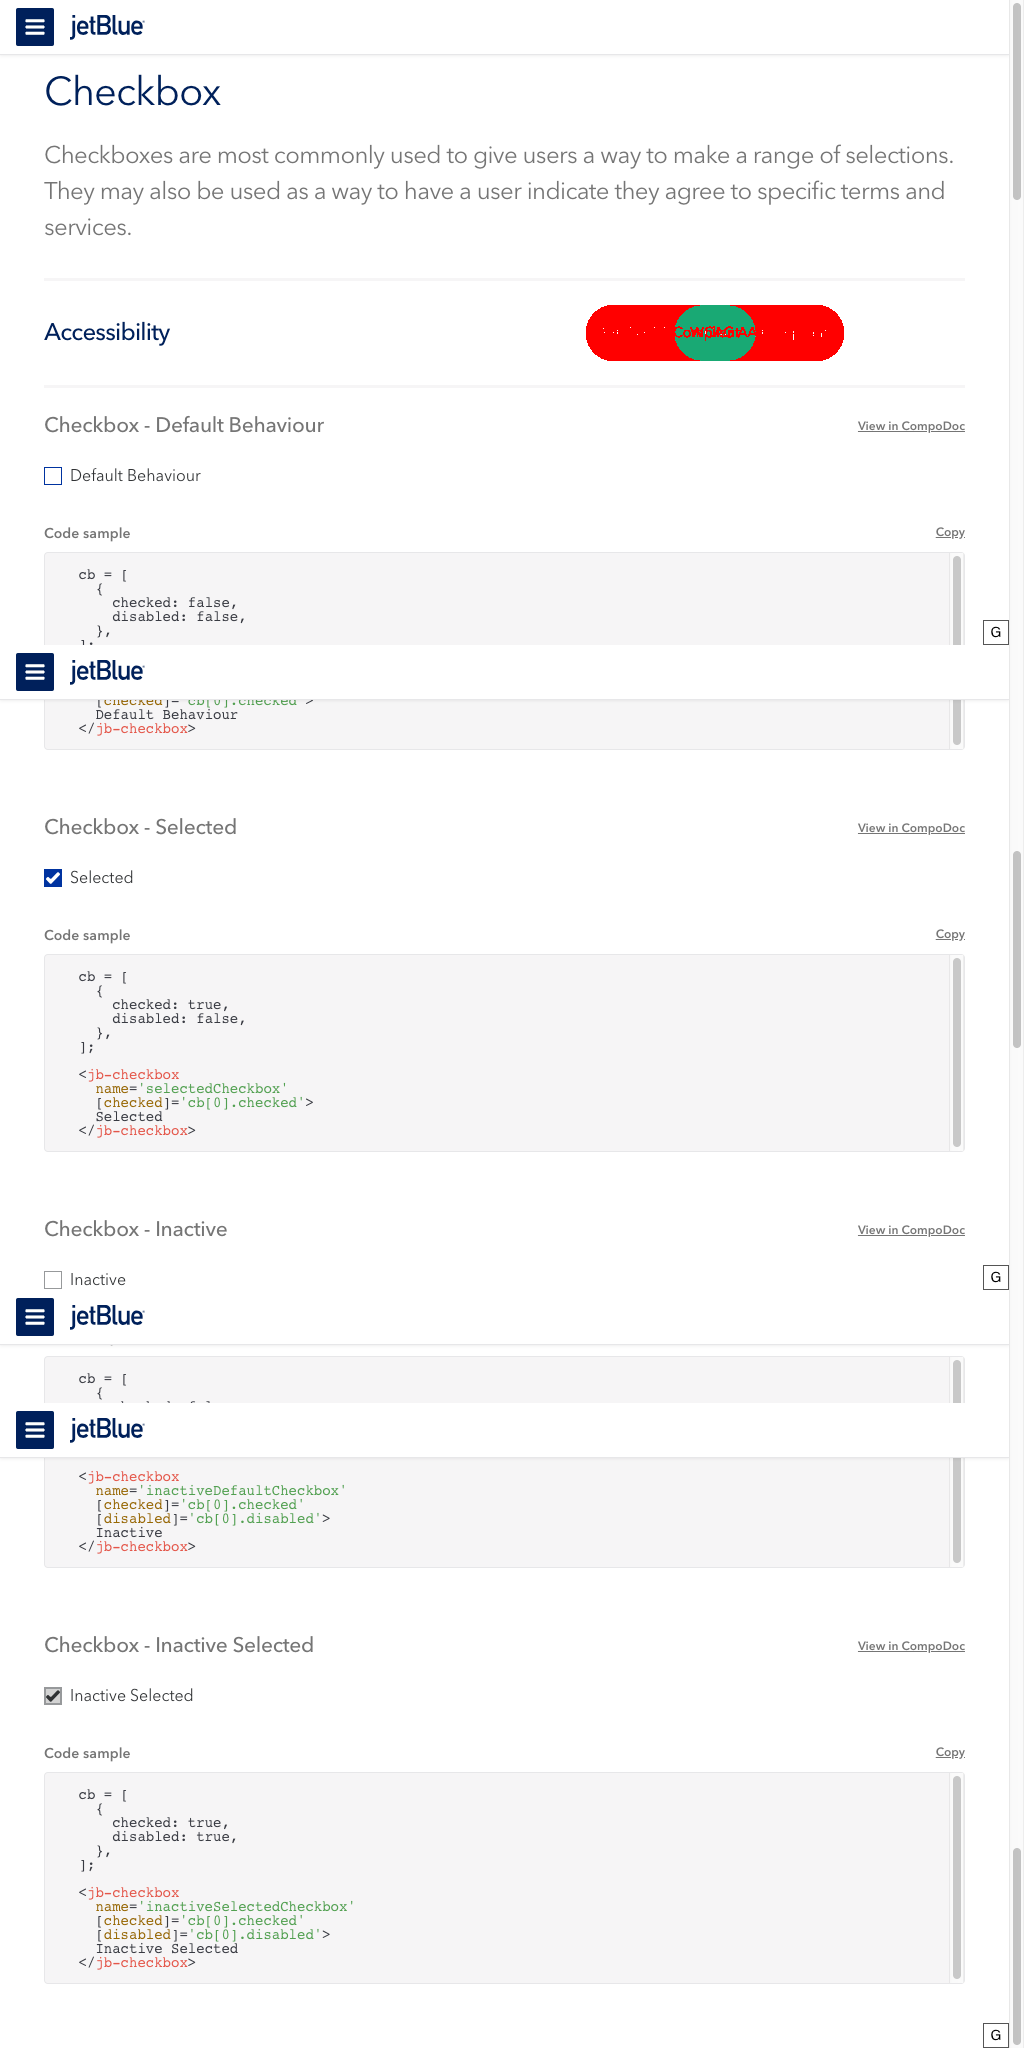 jetBlue
Checkbox
Checkboxes are most commonly used to give users a way to make a range of selections.
They may also be used as a way to have a user indicate they agree to specific terms and
services.
Accessibility
Checkbox - Default Behaviour
View in CompoDoc
Default Behaviour
Code sample
Copy
cb = [
{
checked: false,
disabled: false,
},
];
G
jetBlue
[checked]='cb[0].checked'>
Default Behaviour
</jb-checkbox>
Checkbox - Selected
View in CompoDoc
Selected
Code sample
Copy
cb = [
{
checked: true,
disabled: false,
},
];
<jb-checkbox
name='selectedCheckbox'
[checked]='cb[0].checked'>
Selected
</jb-checkbox>
Checkbox - Inactive
View in CompoDoc
Inactive
G
jetBlue
cb = [
{
jetBlue
<jb-checkbox
name='inactiveDefaultCheckbox'
[checked]='cb[0].checked'
[disabled]='cb[0].disabled'>
Inactive
</jb-checkbox>
Checkbox - Inactive Selected
View in CompoDoc
Inactive Selected
Code sample
Copy
cb = [
{
checked: true,
disabled: true,
},
];
<jb-checkbox
name='inactiveSelectedCheckbox'
[checked]='cb[0].checked'
[disabled]='cb[0].disabled'>
Inactive Selected
</jb-checkbox>
G